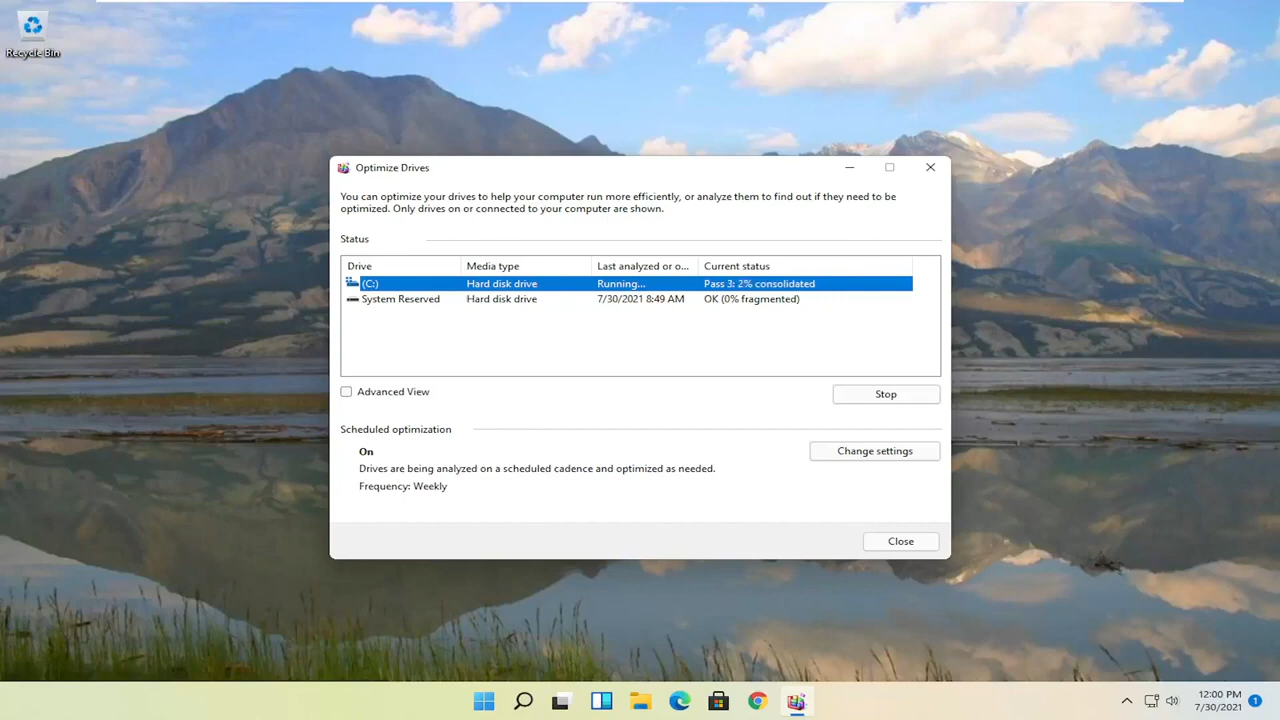 Recycle Bin
Optimize Drives
You can optimize your drives to help your computer run more efficiently, or analyze them to find out if they need to be
optimized. Only drives on or connected to your computer are shown.
Status
Drive Media type Last analyzed or o... Current status
(C:) Hard disk drive Running... Pass 3: 2% consolidated
System Reserved Hard disk drive 7/30/2021 8:49 AM OK (0% fragmented)
Advanced View
Stop
Scheduled optimization
On
Change settings
Drives are being analyzed on a scheduled cadence and optimized as needed.
Frequency: Weekly
Close
12:00 PM
7/30/2021
1